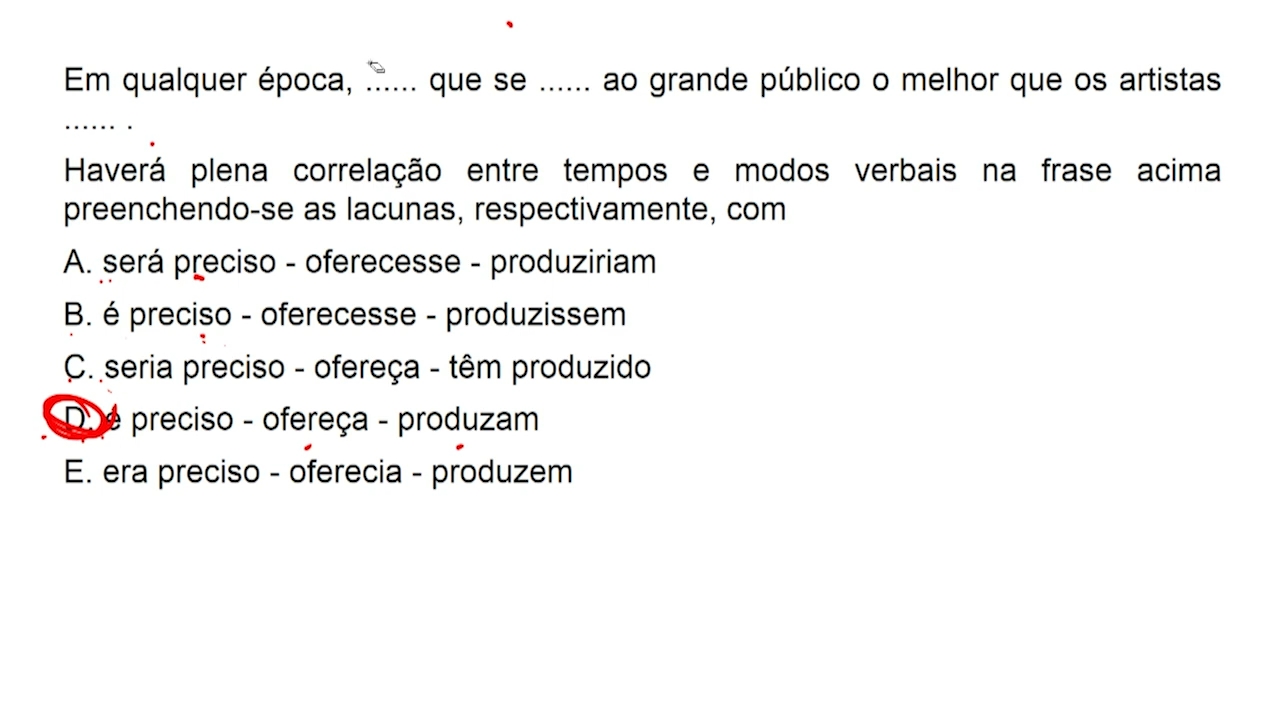 Em qualquer época, ...... que se ...... ao grande público o melhor que os artistas
...... .
Haverá plena correlação entre tempos e modos verbais na frase acima
preenchendo-se as lacunas, respectivamente, com
A. será preciso - oferecesse - produziriam
B. é preciso - oferecesse - produzissem
C. seria preciso - ofereça - têm produzido
D. é preciso - ofereça - produzam
E. era preciso - oferecia - produzem